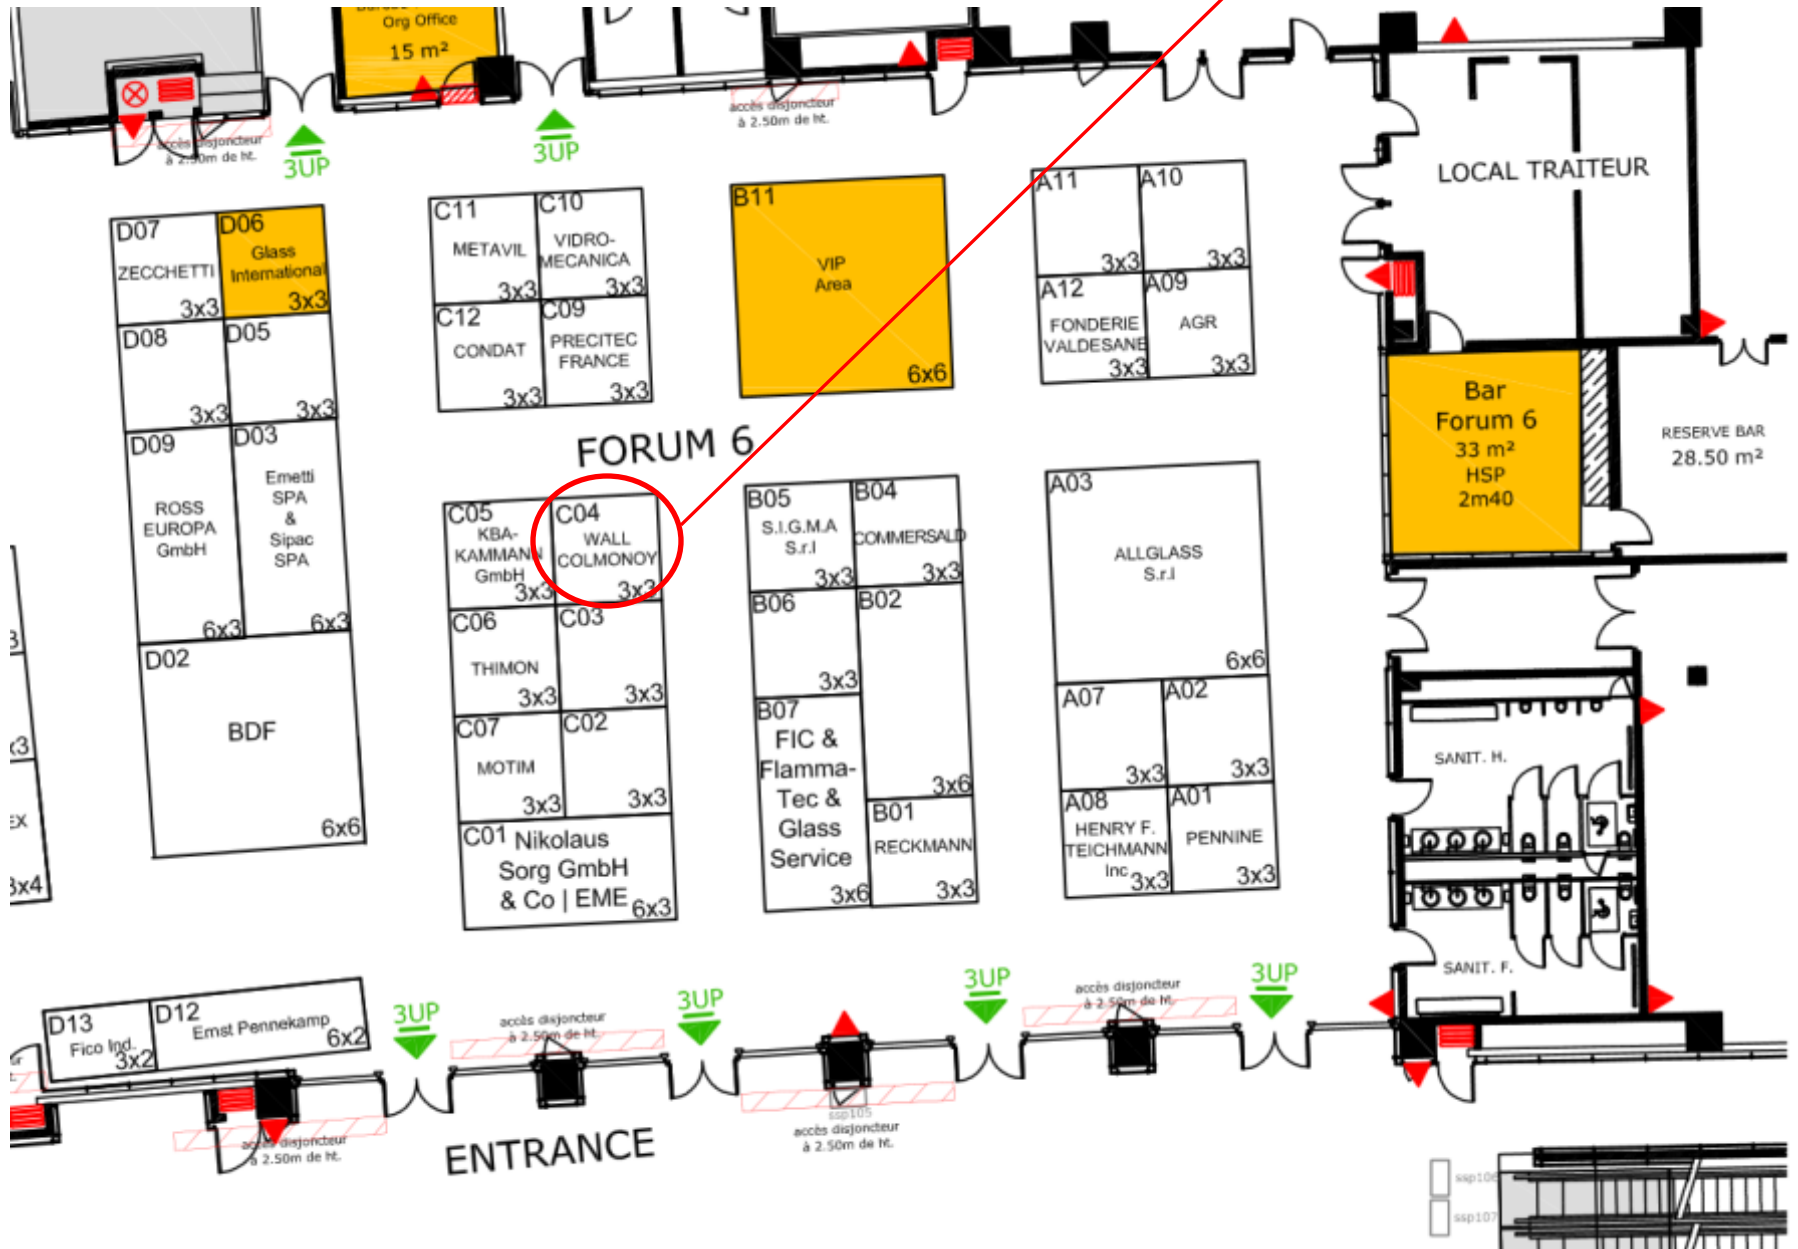 Org Office
15 m²
accès disjoncteur
à 2.50m de ht.
3UP
3UP
accès disjoncteur
à 2.50m de ht.
LOCAL TRAITEUR
D07
ZECCHETTI
3x3
D06
Glass
International
3x3
D08
3x3
D05
3x3
D09
ROSS
EUROPA
GmbH
6x3
D03
Emetti
SPA
&
Sipac
SPA
6x3
D02
BDF
6x6
C11
METAVIL
3x3
C10
VIDRO-
MECANICA
3x3
C12
CONDAT
3x3
C09
PRECITEC
FRANCE
3x3
B11
VIP
Area
6x6
A11
3x3
A10
3x3
A12
FONDERIE
VALDESANE
3x3
A09
AGR
3x3
Bar
Forum 6
33 m²
HSP
2m40
RESERVE BAR
28.50 m²
FORUM 6
C05
KBA-
KAMMANN
GmbH
3x3
C04
WALL
COLMONOY
3x3
C06
THIMON
3x3
C03
3x3
C07
MOTIM
3x3
C02
3x3
C01 Nikolaus
Sorg GmbH
& Co | EME
6x3
B05
S.I.G.M.A
S.r.l
3x3
B04
COMMERSALD
3x3
B06
3x3
B02
3x6
B07
FIC &
Flamma-
Tec &
Glass
Service
3x6
B01
RECKMANN
3x3
A03
ALLGLASS
S.r.l
6x6
A07
3x3
A02
3x3
A08
HENRY F.
TEICHMANN
Inc
3x3
A01
PENNINE
3x3
SANIT. H.
SANIT. F.
x3
EX
3x4
D13
Fico Ind.
3x2
D12
Ernst Pennekamp
6x2
3UP
accès disjoncteur
à 2.50m de ht.
3UP
3UP
accès disjoncteur
à 2.50m de ht.
3UP
accès disjoncteur
à 2.50m de ht.
ssp105
accès disjoncteur
à 2.50m de ht.
ENTRANCE
ssp106
ssp107